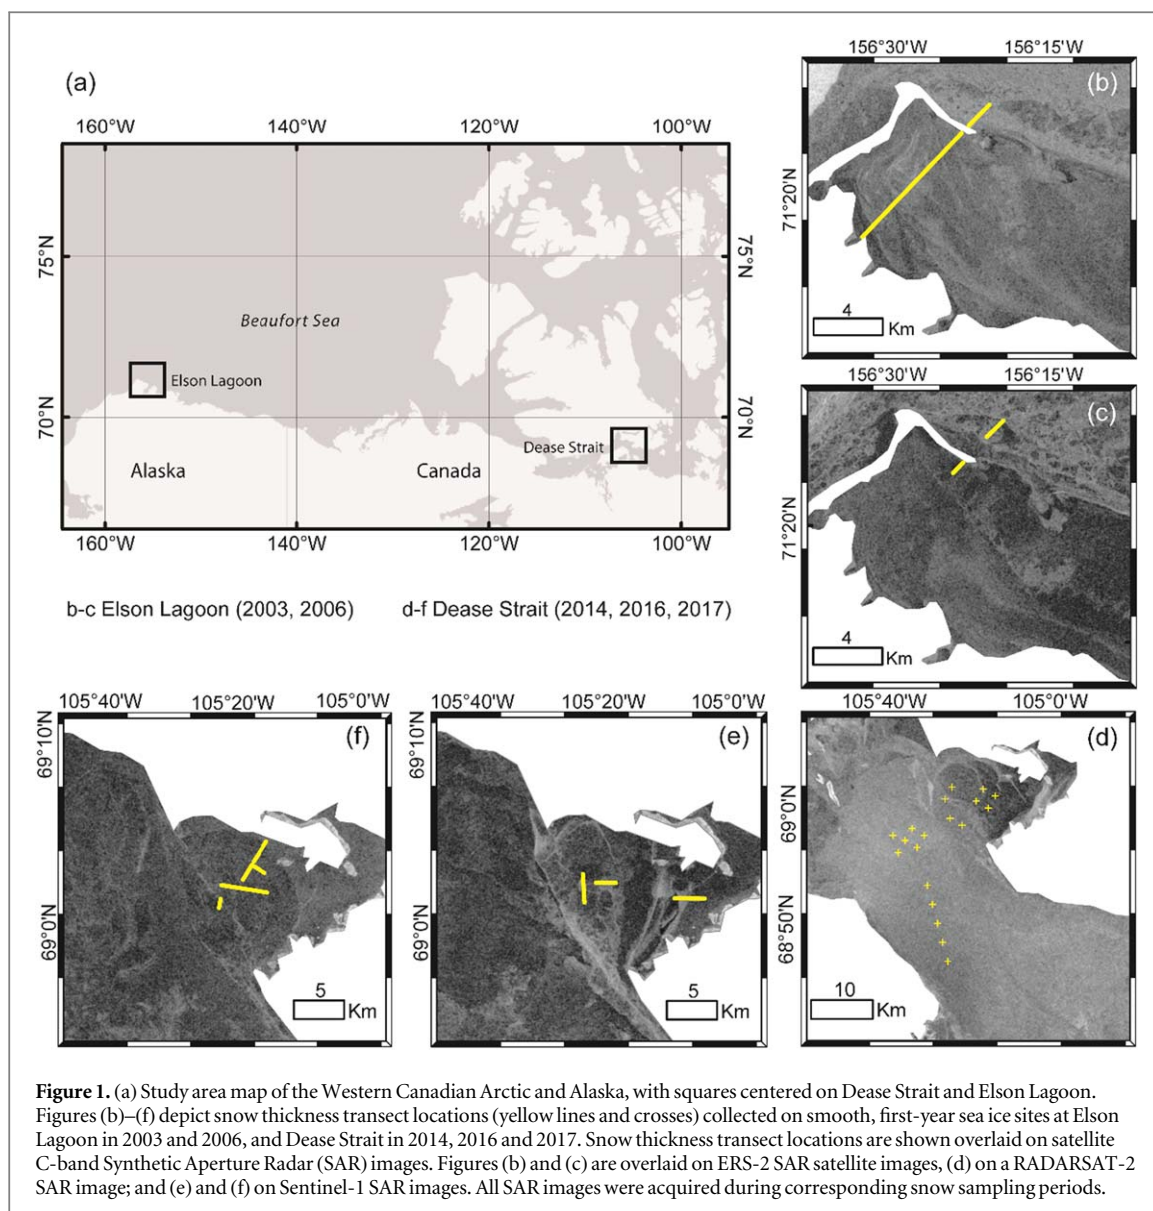 (a)
160°W 140°W 120°W 100°W
75°N
75°N
Beaufort Sea
Elson Lagoon
70°N
70°N
Dease Strait
Alaska
Canada
160°W 140°W 120°W 100°W
b-c Elson Lagoon (2003, 2006) d-f Dease Strait (2014, 2016, 2017)
156°30'W 156°15'W
(b)
71°20'N
4
Km
156°30'W 156°15'W
(c)
71°20'N
4
Km
105°40'W 105°20'W 105°0'W
(f)
69°10'N
69°0'N
5
Km
105°40'W 105°20'W 105°0'W
(e)
69°10'N
69°0'N
5
Km
105°40'W 105°0'W
(d)
69°0'N
68°50'N
10
Km
Figure 1. (a) Study area map of the Western Canadian Arctic and Alaska, with squares centered on Dease Strait and Elson Lagoon.
Figures (b)–(f) depict snow thickness transect locations (yellow lines and crosses) collected on smooth, first-year sea ice sites at Elson
Lagoon in 2003 and 2006, and Dease Strait in 2014, 2016 and 2017. Snow thickness transect locations are shown overlaid on satellite
C-band Synthetic Aperture Radar (SAR) images. Figures (b) and (c) are overlaid on ERS-2 SAR satellite images, (d) on a RADARSAT-2
SAR image; and (e) and (f) on Sentinel-1 SAR images. All SAR images were acquired during corresponding snow sampling periods.